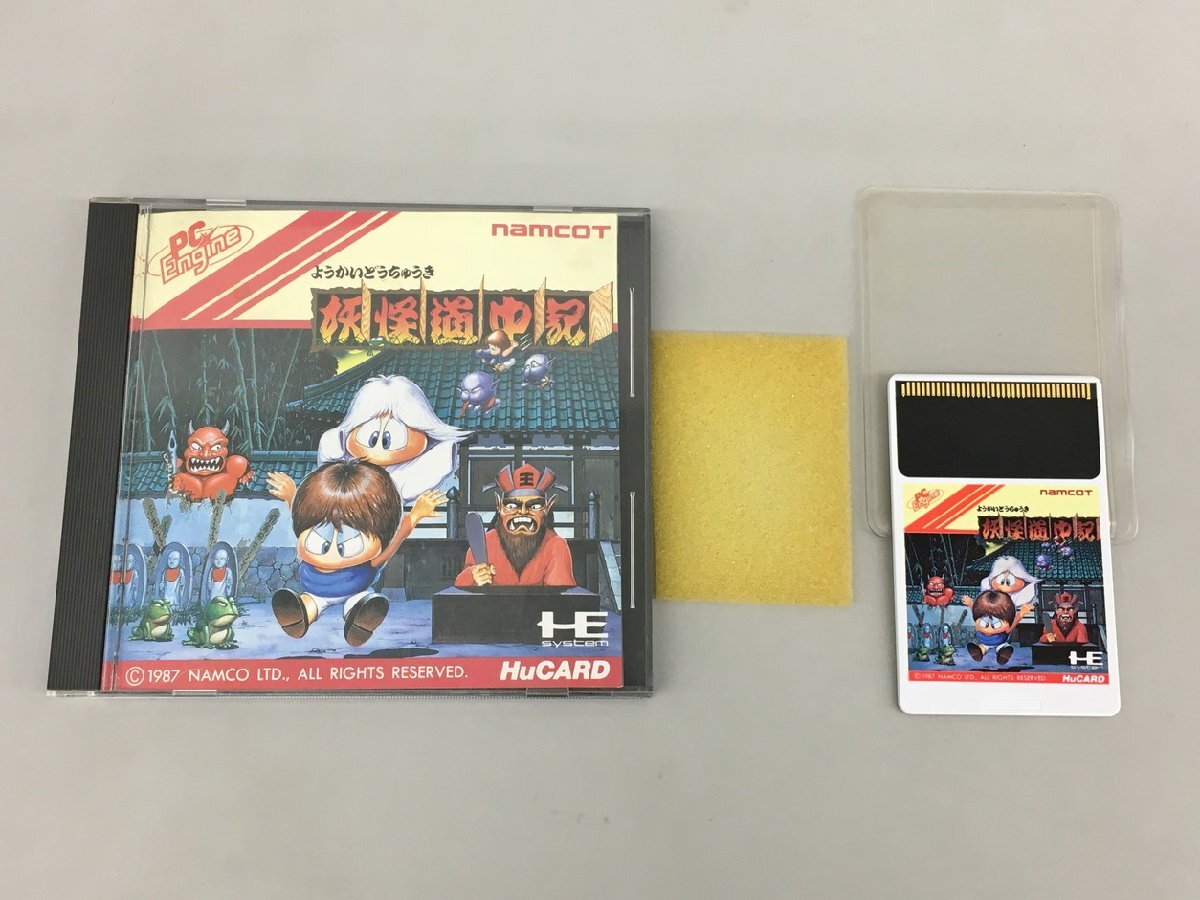 PC Engine
namcoT
ようかいどうちゅうき
妖怪道中記
王
HE
system
© 1987 NAMCO LTD., ALL RIGHTS RESERVED.
HuCARD
PC Engine
namcoT
ようかいどうちゅうき
妖怪道中記
HE
system
© 1987 NAMCO LTD., ALL RIGHTS RESERVED.
HuCARD